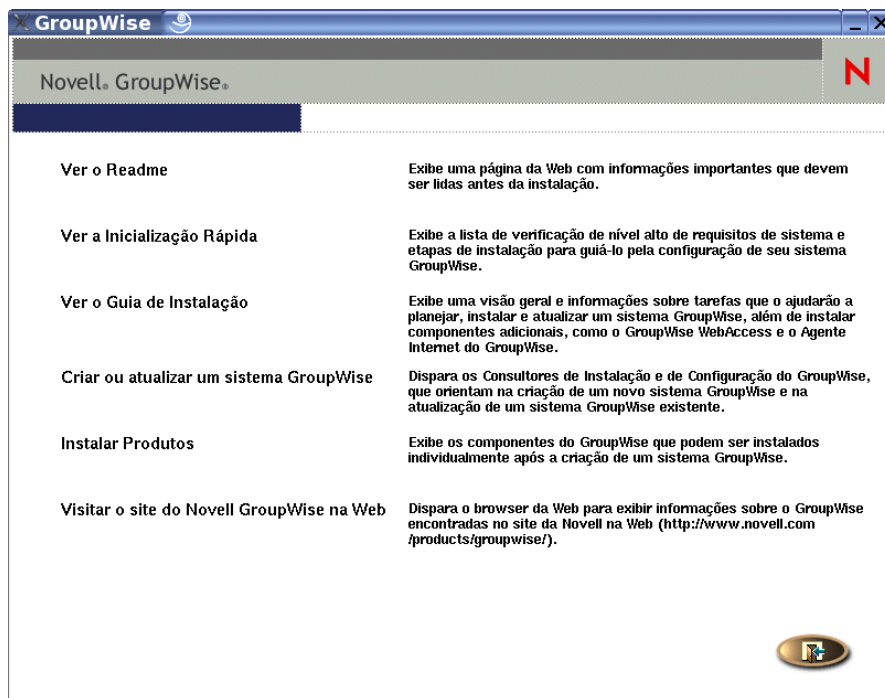 GroupWise
N
Novell® GroupWise®
Ver o Readme
Exibe uma página da Web com informações importantes que devem
ser lidas antes da instalação.
Ver a Inicialização Rápida
Exibe a lista de verificação de nível alto de requisitos de sistema e
etapas de instalação para guiá-lo pela configuração de seu sistema
GroupWise.
Ver o Guia de Instalação
Exibe uma visão geral e informações sobre tarefas que o ajudarão a
planejar, instalar e atualizar um sistema GroupWise, além de instalar
componentes adicionais, como o GroupWise WebAccess e o Agente
Internet do GroupWise.
Criar ou atualizar um sistema GroupWise
Dispara os Consultores de Instalação e de Configuração do GroupWise,
que orientam na criação de um novo sistema GroupWise e na
atualização de um sistema GroupWise existente.
Instalar Produtos
Exibe os componentes do GroupWise que podem ser instalados
individualmente após a criação de um sistema GroupWise.
Visitar o site do Novell GroupWise na Web
Dispara o browser da Web para exibir informações sobre o GroupWise
encontradas no site da Novell na Web (http://www.novell.com
/products/groupwise/).